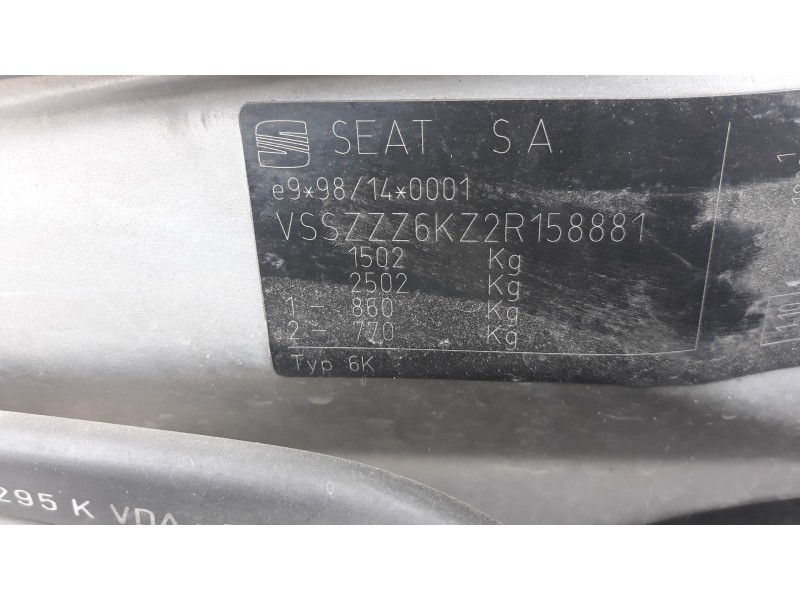 SEAT, S.A.
e9*98/14*0001
VSSZZZ6KZ2R158881
1502 Kg
2502 Kg
1- 860 Kg
2- 770 Kg
Typ 6K
110
295 K VDA